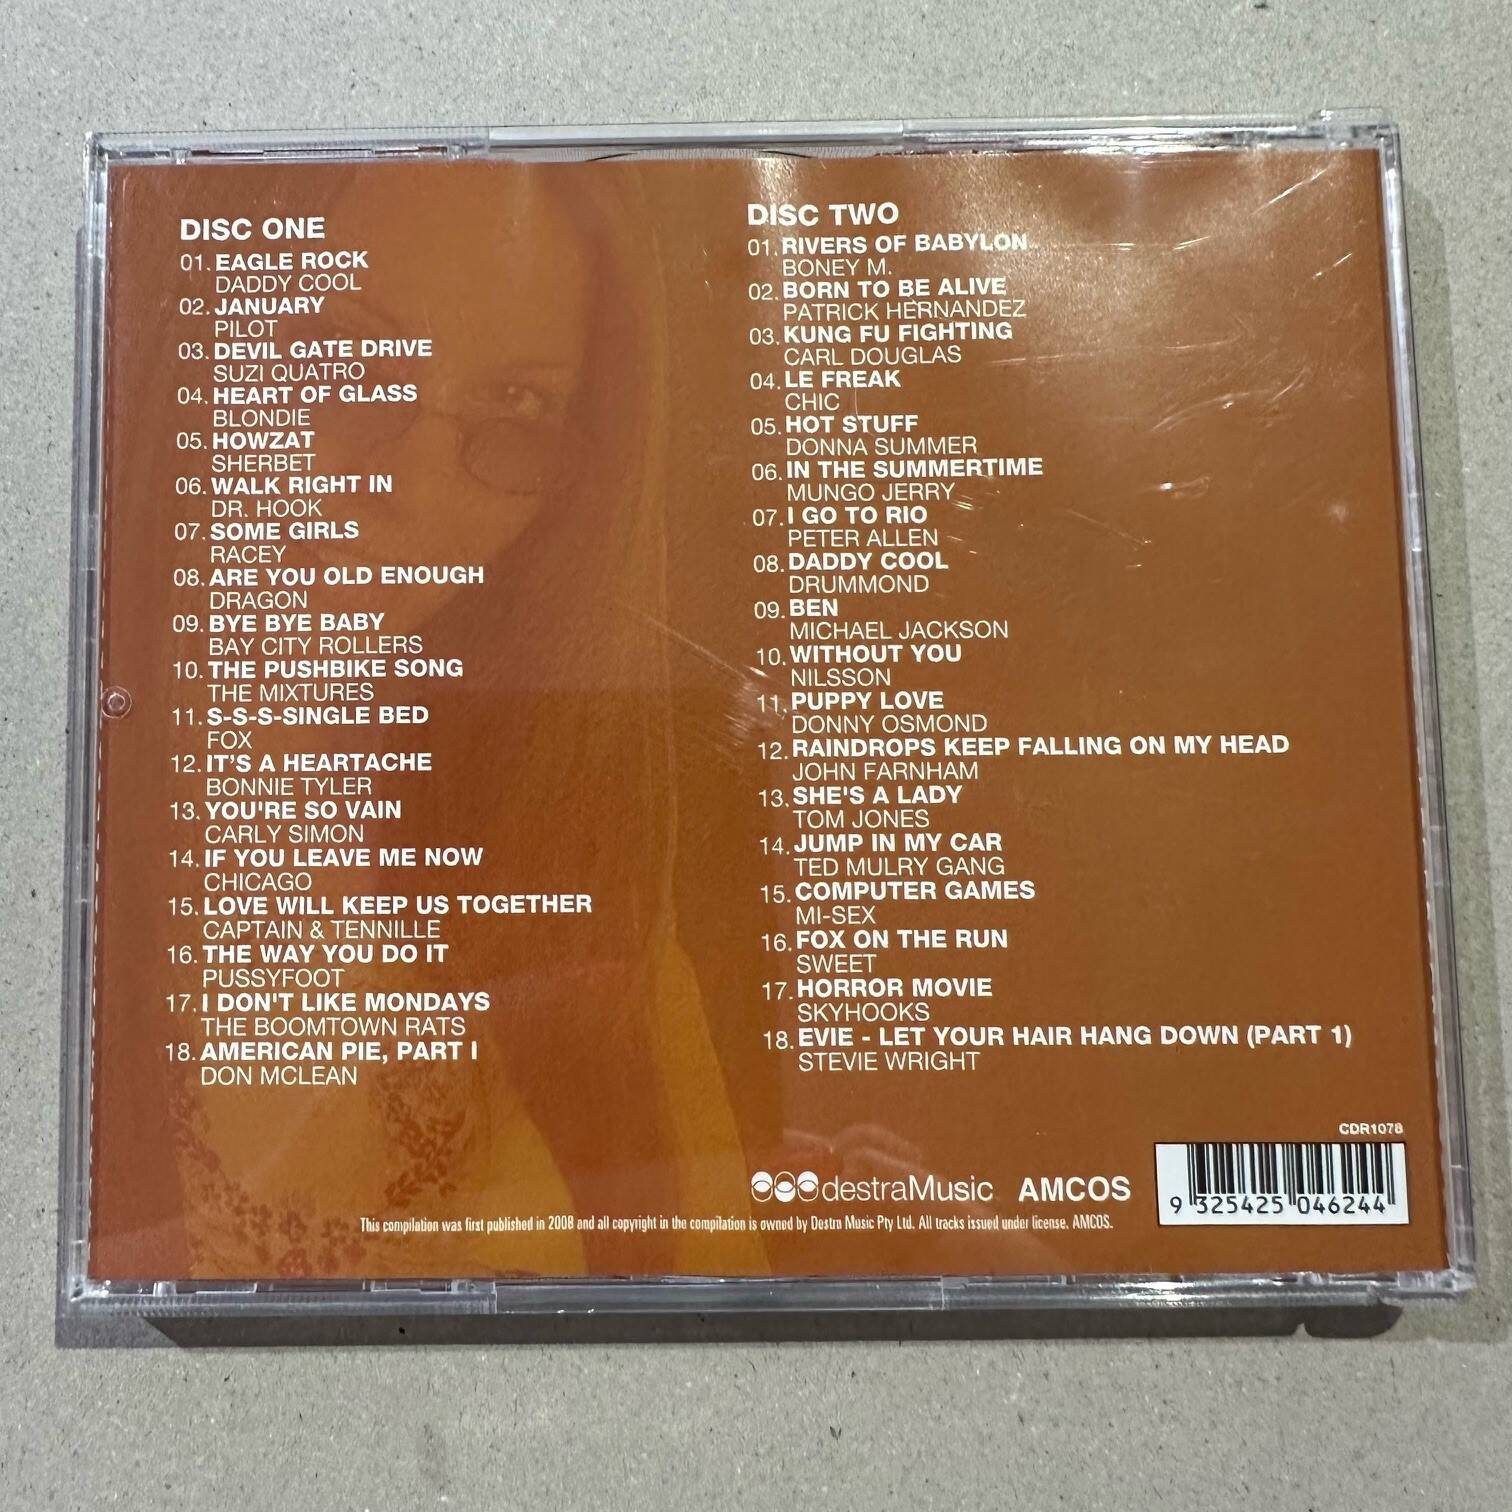 DISC ONE
01. EAGLE ROCK
DADDY COOL
02. JANUARY
PILOT
03. DEVIL GATE DRIVE
SUZI QUATRO
04. HEART OF GLASS
BLONDIE
05. HOWZAT
SHERBET
06. WALK RIGHT IN
DR. HOOK
07. SOME GIRLS
RACEY
08. ARE YOU OLD ENOUGH
DRAGON
09. BYE BYE BABY
BAY CITY ROLLERS
10. THE PUSHBIKE SONG
THE MIXTURES
11. S-S-S-SINGLE BED
FOX
12. IT'S A HEARTACHE
BONNIE TYLER
13. YOU'RE SO VAIN
CARLY SIMON
14. IF YOU LEAVE ME NOW
CHICAGO
15. LOVE WILL KEEP US TOGETHER
CAPTAIN & TENNILLE
16. THE WAY YOU DO IT
PUSSYFOOT
17. I DON'T LIKE MONDAYS
THE BOOMTOWN RATS
18. AMERICAN PIE, PART I
DON MCLEAN
DISC TWO
01. RIVERS OF BABYLON
BONEY M.
02. BORN TO BE ALIVE
PATRICK HERNANDEZ
03. KUNG FU FIGHTING
CARL DOUGLAS
04. LE FREAK
CHIC
05. HOT STUFF
DONNA SUMMER
06. IN THE SUMMERTIME
MUNGO JERRY
07. I GO TO RIO
PETER ALLEN
08. DADDY COOL
DRUMMOND
09. BEN
MICHAEL JACKSON
10. WITHOUT YOU
NILSSON
11. PUPPY LOVE
DONNY OSMOND
12. RAINDROPS KEEP FALLING ON MY HEAD
JOHN FARNHAM
13. SHE'S A LADY
TOM JONES
14. JUMP IN MY CAR
TED MULRY GANG
15. COMPUTER GAMES
MI-SEX
16. FOX ON THE RUN
SWEET
17. HORROR MOVIE
SKYHOOKS
18. EVIE - LET YOUR HAIR HANG DOWN (PART 1)
STEVIE WRIGHT
CDR1078
destraMusic AMCOS
9 325425 046244
This compilation was first published in 2008 and all copyright in the compilation is owned by Destra Music Pty Ltd. All tracks issued under license. AMCOS.